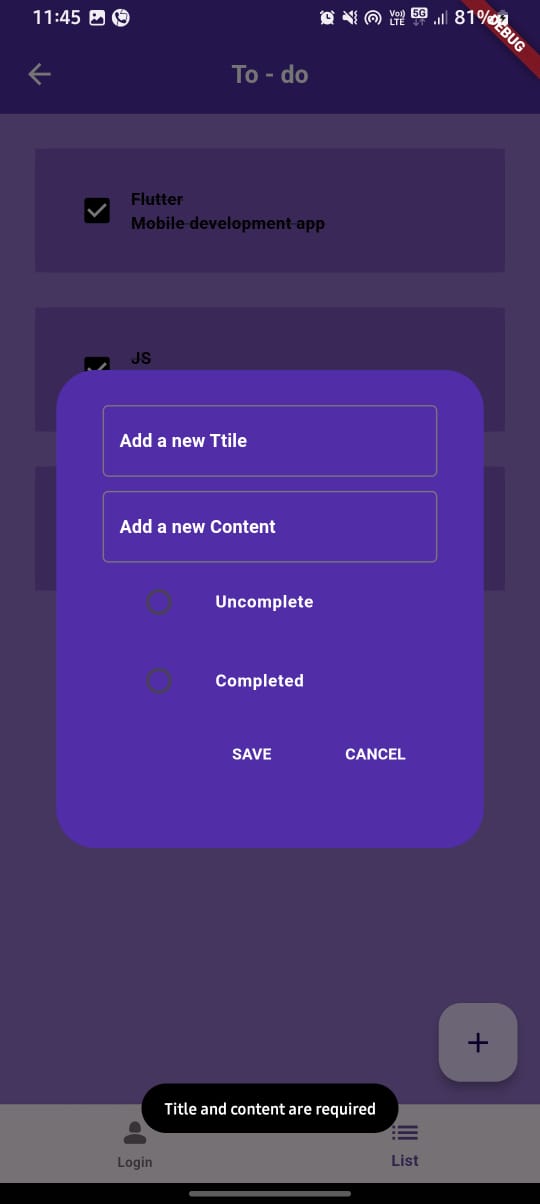 11:45
Vo))
LTE
5G
81%
DEBUG
To - do
Flutter
Mobile development app
JS
Add a new Ttile
Add a new Content
Uncomplete
Completed
SAVE
CANCEL
Title and content are required
Login
List